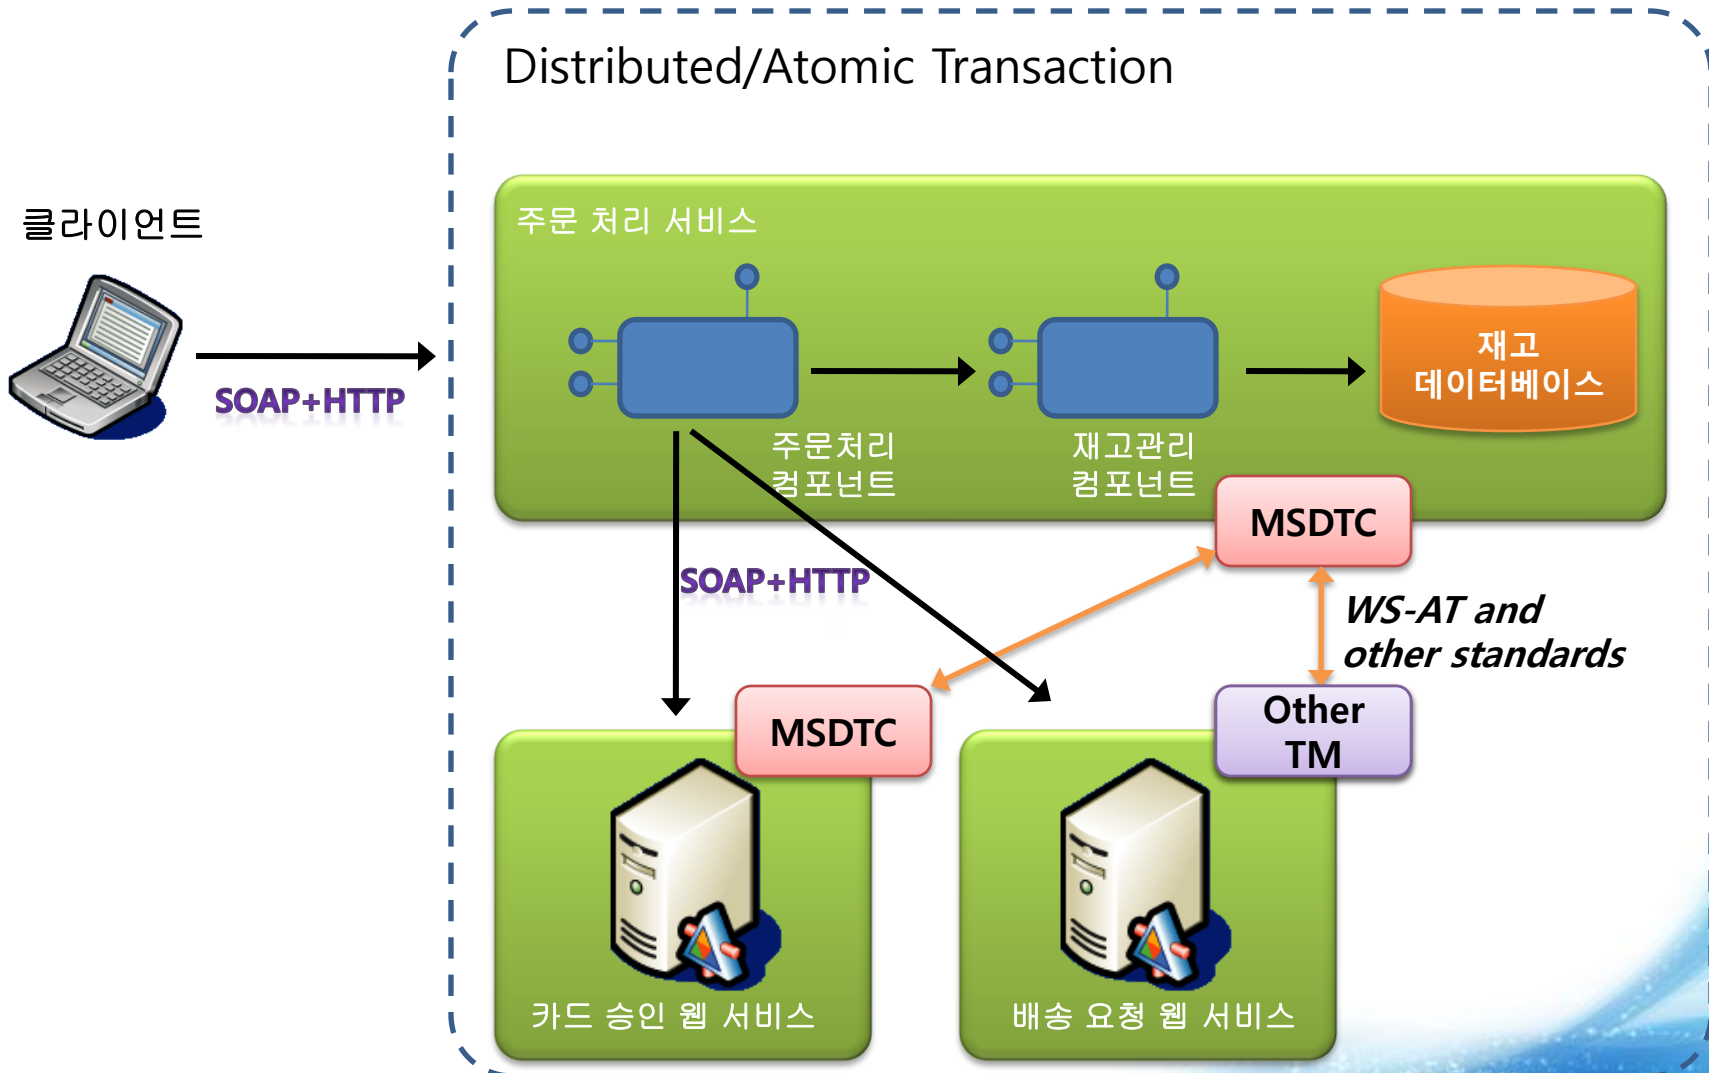 Distributed/Atomic Transaction
클라이언트
SOAP+HTTP
주문 처리 서비스
재고
데이터베이스
주문처리
컴포넌트
재고관리
컴포넌트
MSDTC
SOAP+HTTP
WS-AT and
other standards
MSDTC
Other
TM
카드 승인 웹 서비스
배송 요청 웹 서비스